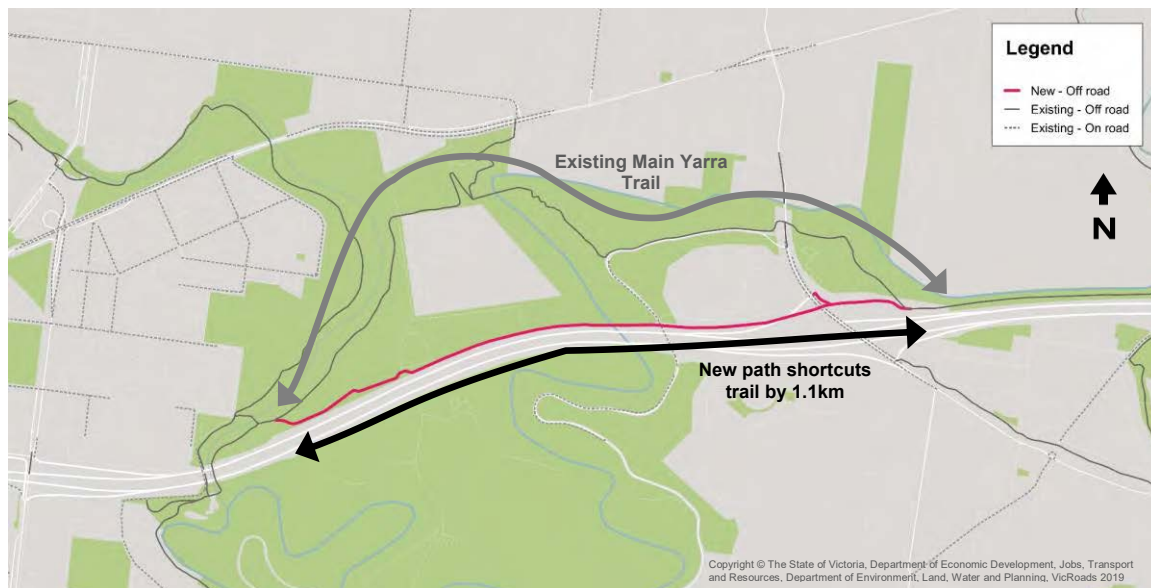 Legend
New - Off road
Existing - Off road
Existing - On road
Existing Main Yarra
Trail
N
New path shortcuts
trail by 1.1km
Copyright © The State of Victoria, Department of Economic Development, Jobs, Transport
and Resources, Department of Environment, Land, Water and Planning, VicRoads 2019